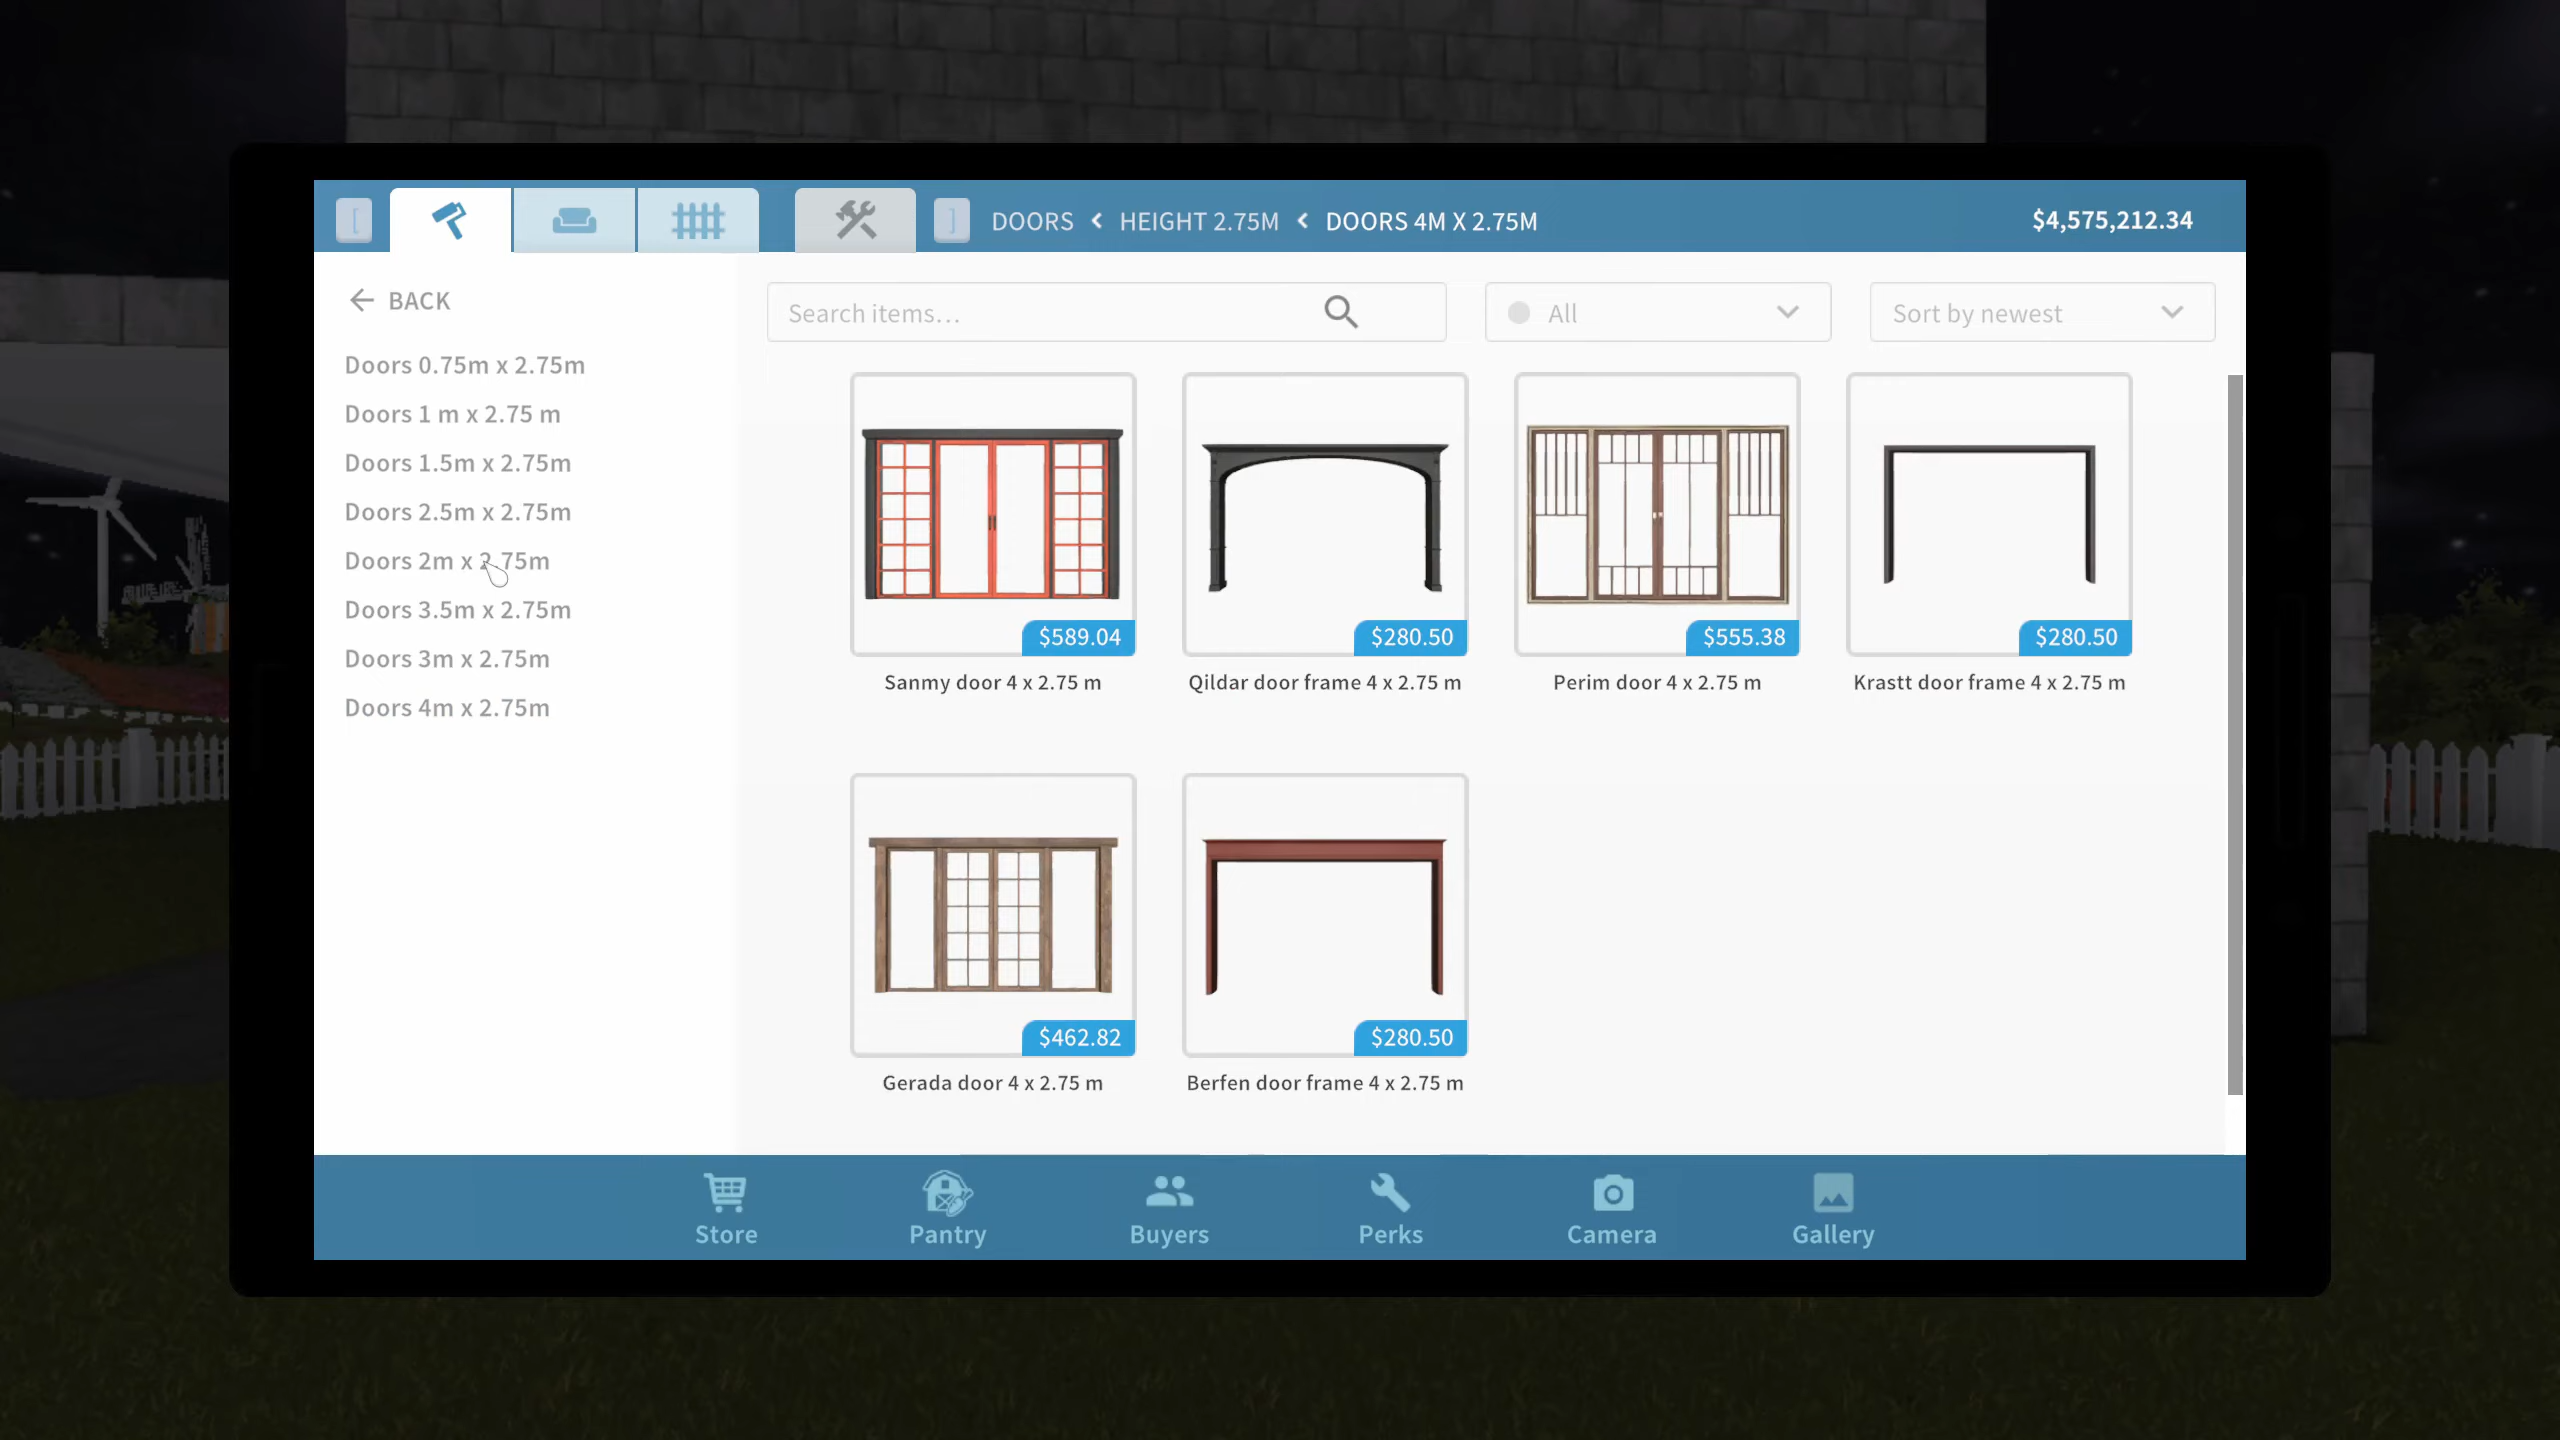 [
]
DOORS < HEIGHT 2.75M < DOORS 4M X 2.75M
$4,575,212.34
BACK
Doors 0.75m x 2.75m
Doors 1 m x 2.75 m
Doors 1.5m x 2.75m
Doors 2.5m x 2.75m
Doors 2m x 2.75m
Doors 3.5m x 2.75m
Doors 3m x 2.75m
Doors 4m x 2.75m
Search items...
All
Sort by newest
$589.04
Sanmy door 4 x 2.75 m
$280.50
Qildar door frame 4 x 2.75 m
$555.38
Perim door 4 x 2.75 m
$280.50
Krastt door frame 4 x 2.75 m
$462.82
Gerada door 4 x 2.75 m
$280.50
Berfen door frame 4 x 2.75 m
Store
Pantry
Buyers
Perks
Camera
Gallery